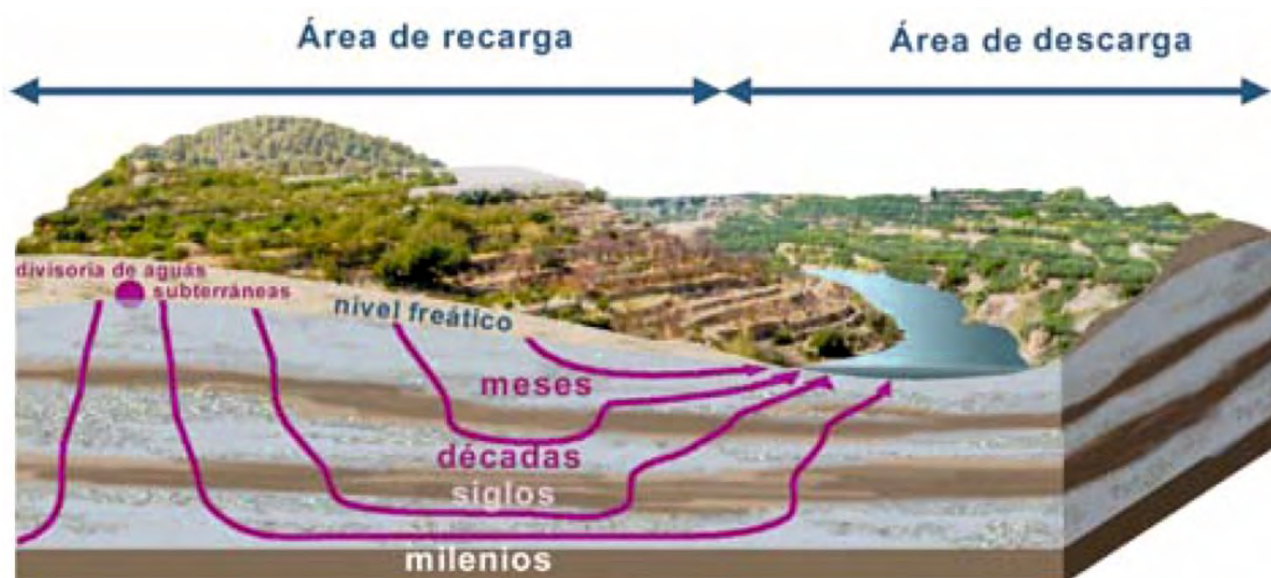 Área de recarga
Área de descarga
divisoria de aguas
subterráneas
nivel freático
meses
décadas
siglos
milenios